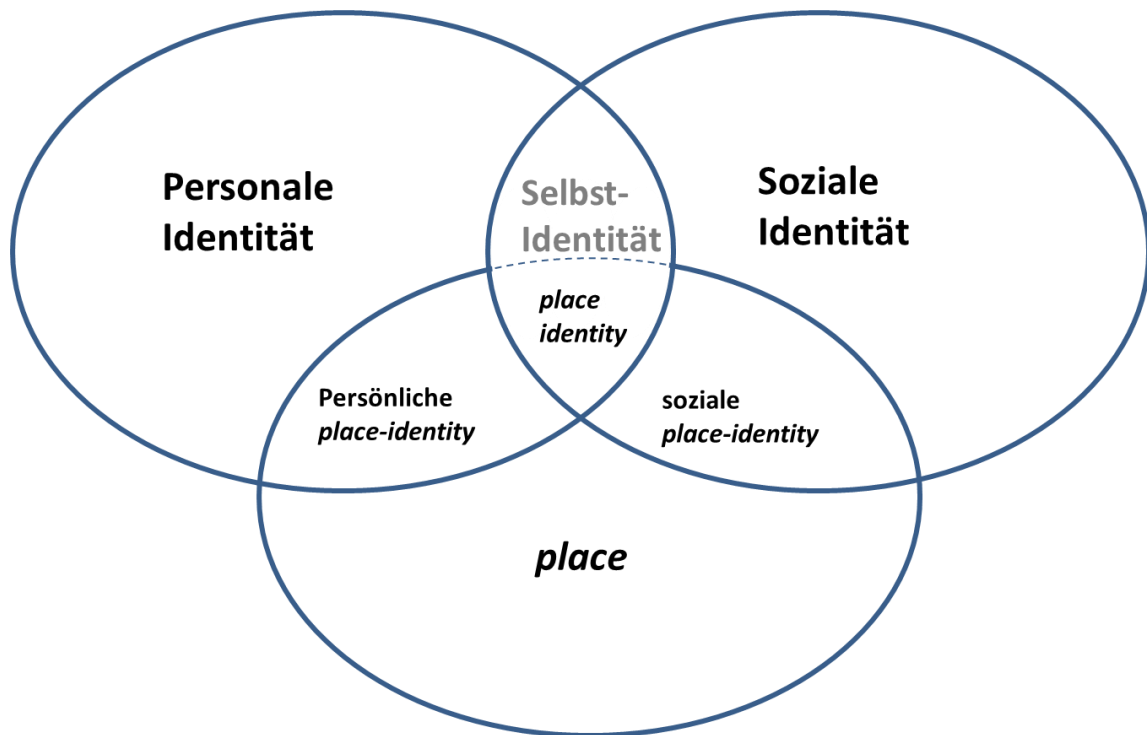 Personale
Identität
Selbst-
Identität
Soziale
Identität
place
identity
Persönliche
place-identity
soziale
place-identity
place